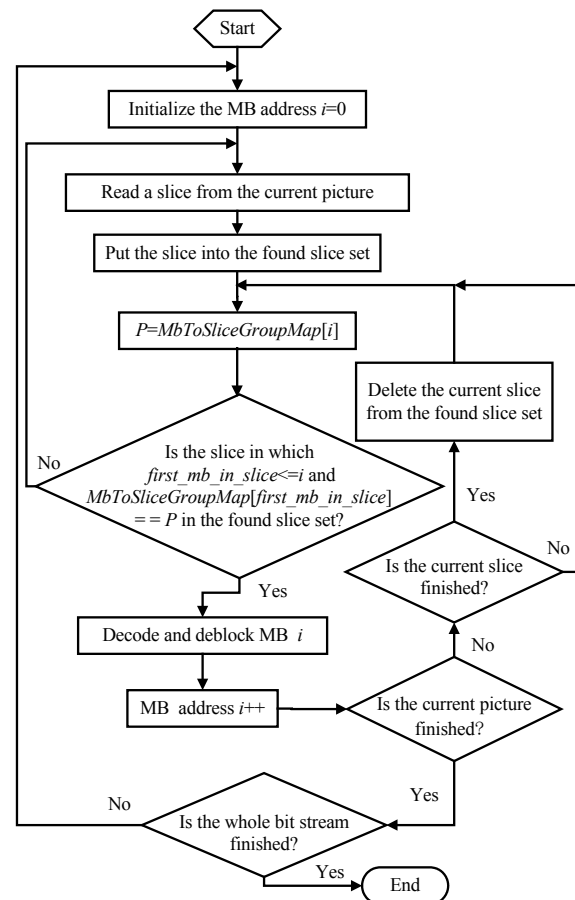 Start
Initialize the MB address i=0
Read a slice from the current picture
Put the slice into the found slice set
P=MbToSliceGroupMap[i]
Delete the current slice
from the found slice set
No
Is the slice in which
first_mb_in_slice<=i and
MbToSliceGroupMap[first_mb_in_slice]
= = P in the found slice set?
Yes
Yes
Is the current slice
finished?
No
Decode and deblock MB i
No
MB address i++
Is the current picture
finished?
Yes
No
Is the whole bit stream
finished?
Yes
End